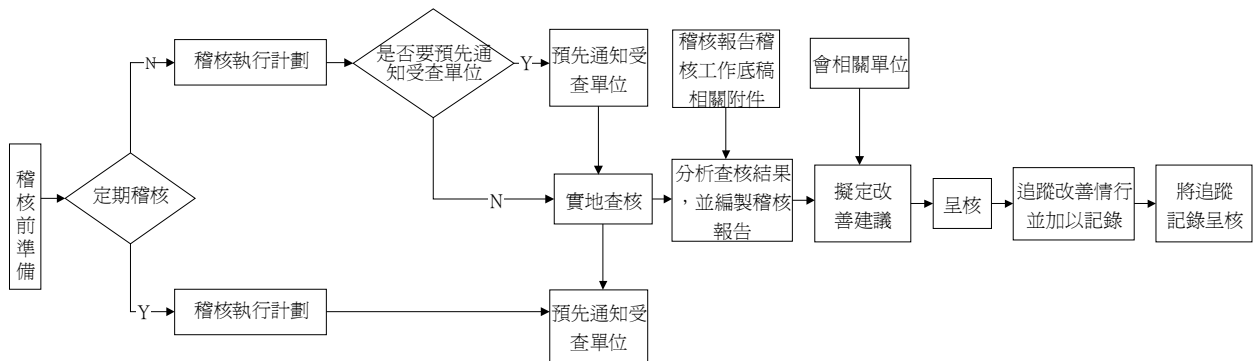 稽
核
前
準
備
定期稽核
N
稽核執行計劃
是否要預先通
知受查單位
Y
預先通知受
查單位
N
Y
稽核執行計劃
預先通知受
查單位
實地查核
稽核報告稽
核工作底稿
相關附件
分析查核結果
，並編製稽核
報告
會相關單位
擬定改
善建議
呈核
追蹤改善情行
並加以記錄
將追蹤
記錄呈核